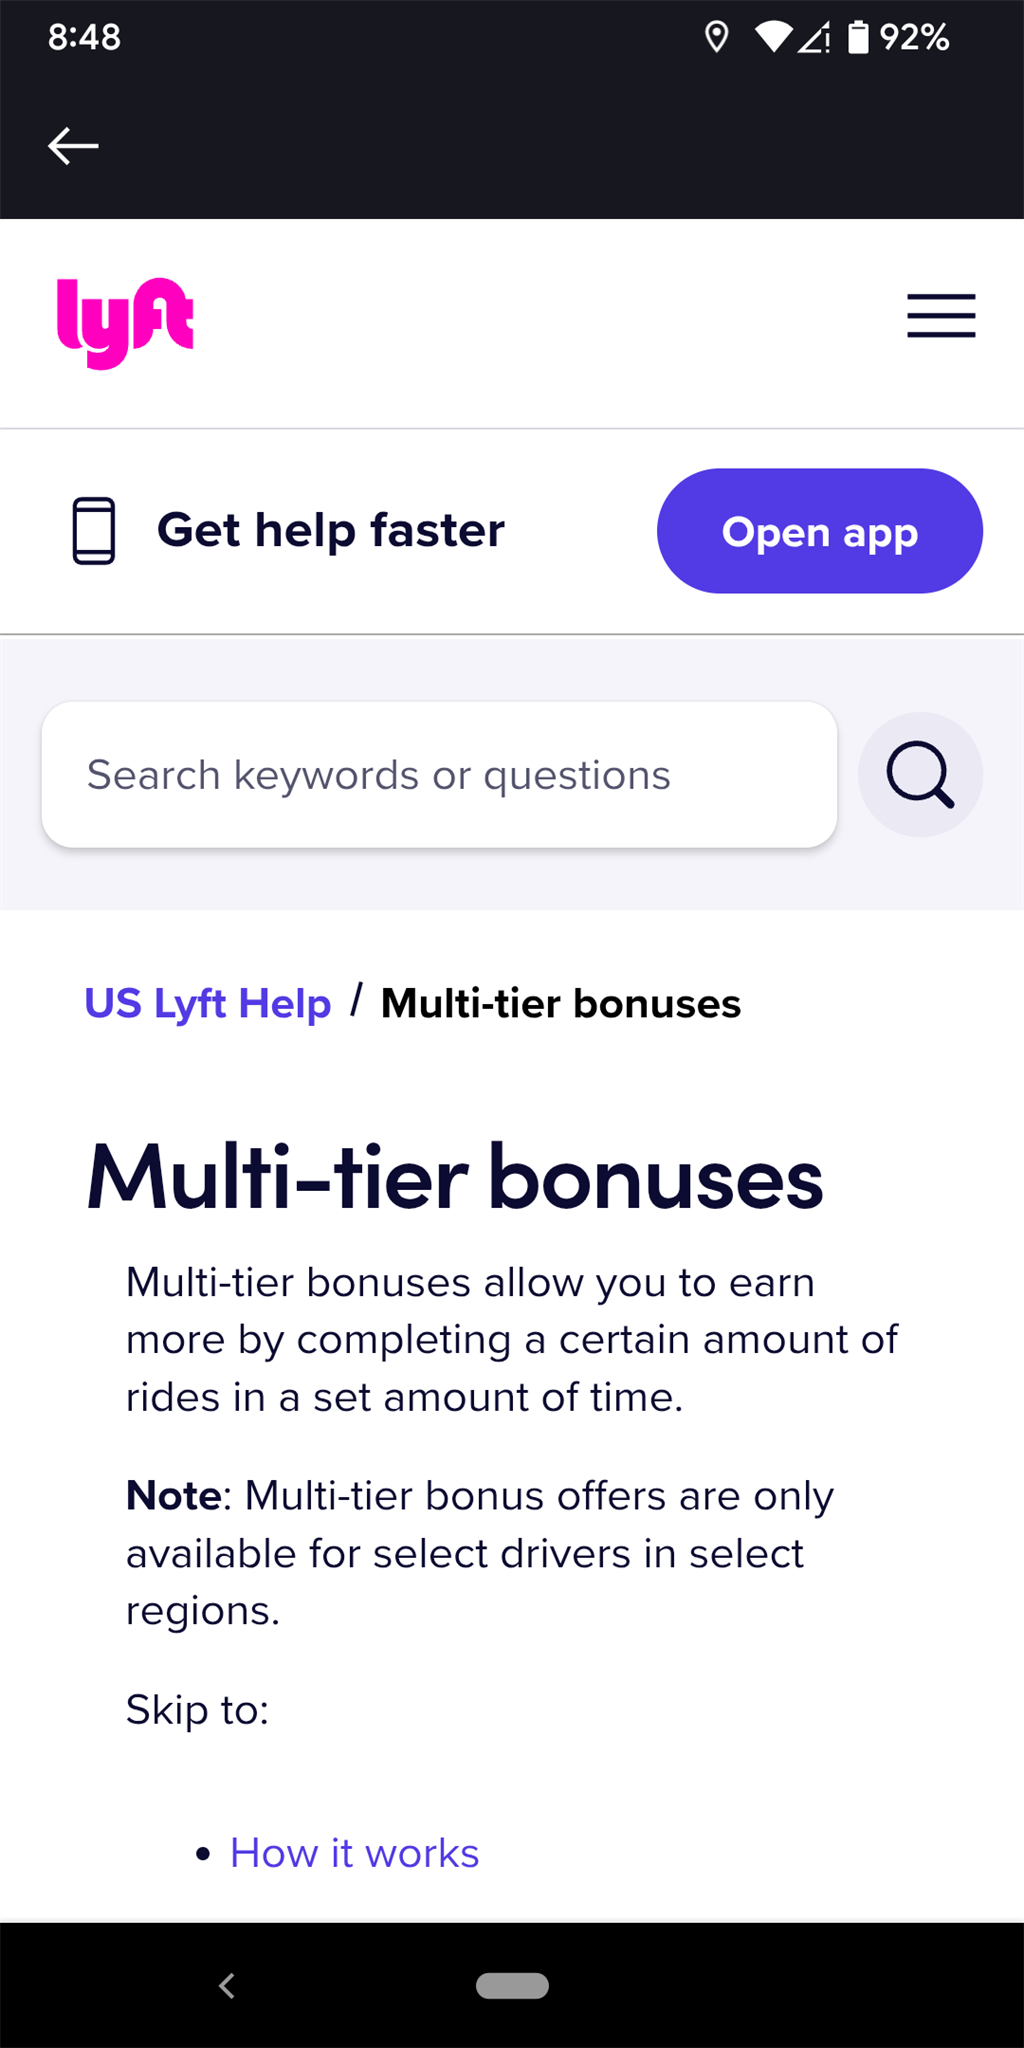 8:48
92%
lyft
Get help faster
Open app
Search keywords or questions
US Lyft Help / Multi-tier bonuses
Multi-tier bonuses
Multi-tier bonuses allow you to earn
more by completing a certain amount of
rides in a set amount of time.
Note: Multi-tier bonus offers are only
available for select drivers in select
regions.
Skip to:
• How it works